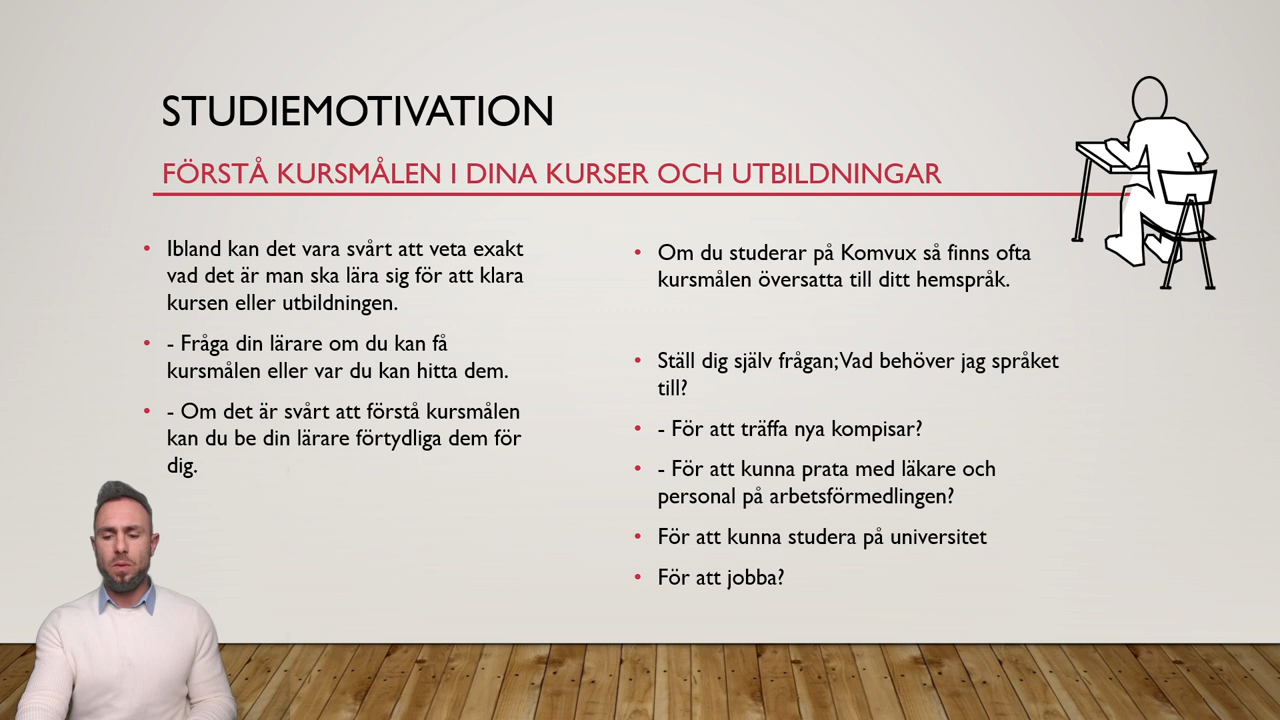 STUDIEMOTIVATION
FÖRSTÅ KURSMÅLEN I DINA KURSER OCH UTBILDNINGAR
• Ibland kan det vara svårt att veta exakt
vad det är man ska lära sig för att klara
kursen eller utbildningen.
• - Fråga din lärare om du kan få
kursmålen eller var du kan hitta dem.
• - Om det är svårt att förstå kursmålen
kan du be din lärare förtydliga dem för
dig.
• Om du studerar på Komvux så finns ofta
kursmålen översatta till ditt hemspråk.
• Ställ dig själv frågan; Vad behöver jag språket
till?
• - För att träffa nya kompisar?
• - För att kunna prata med läkare och
personal på arbetsförmedlingen?
• För att kunna studera på universitet
• För att jobba?